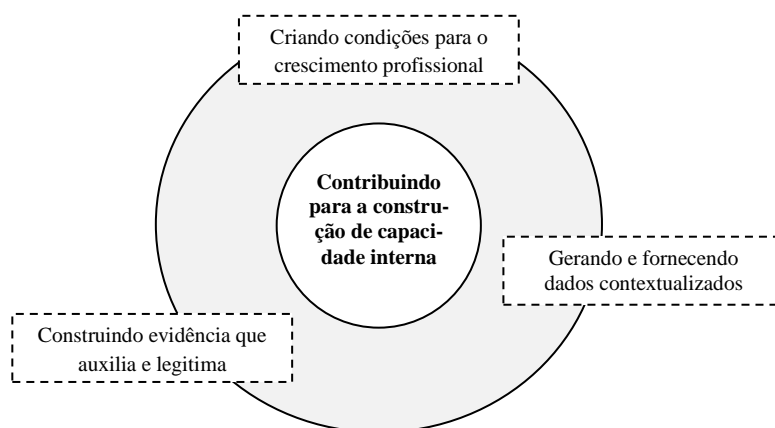 Criando condições para o
crescimento profissional
Contribuindo
para a constru-
ção de capaci-
dade interna
Gerando e fornecendo
dados contextualizados
Construindo evidência que
auxilia e legitima